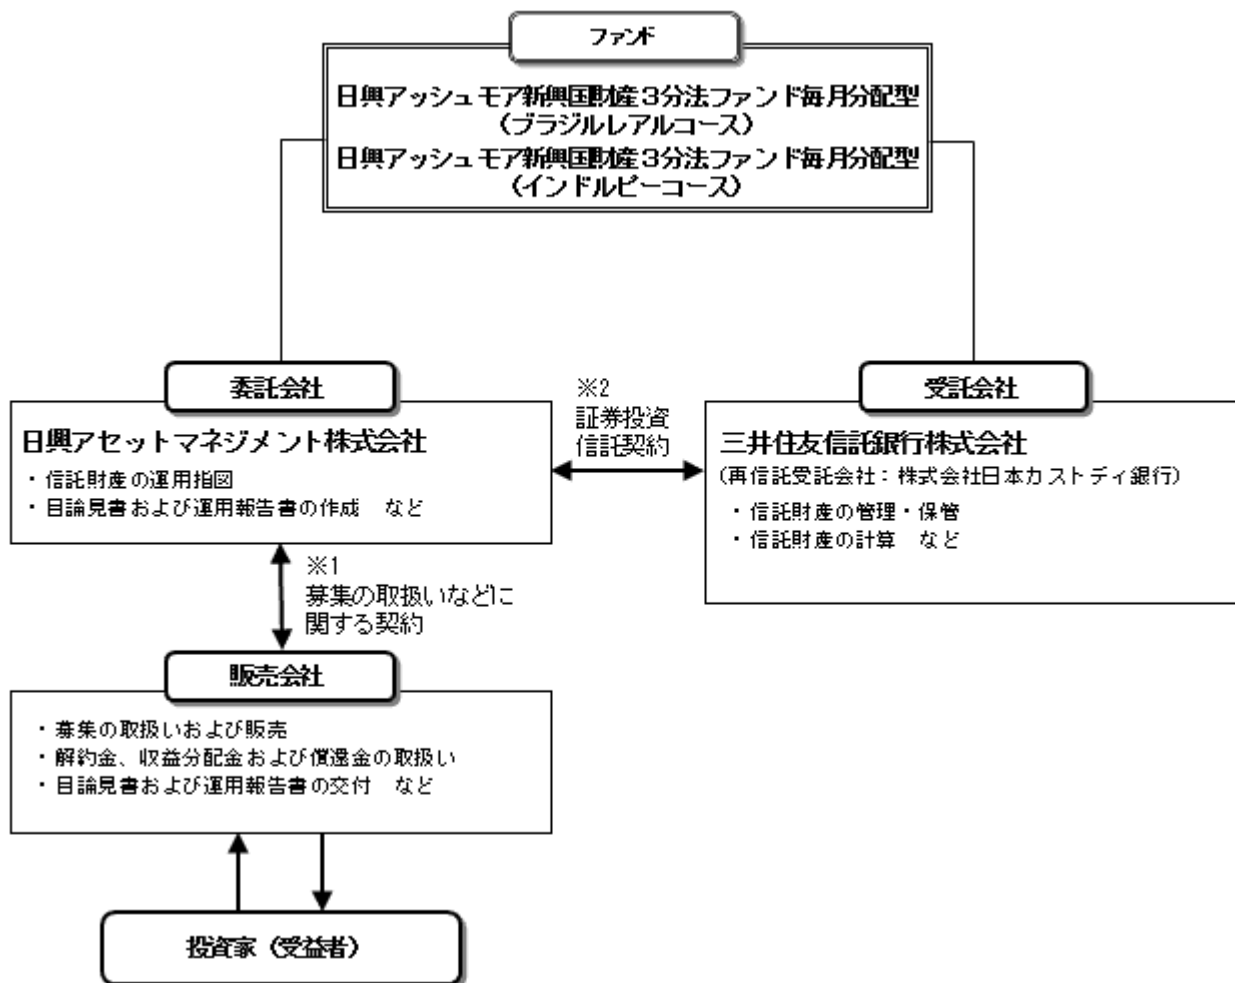 ファンド
日興アッシュモア新興国財産3分法ファンド毎月分配型
(ブラジルレアルコース)
日興アッシュモア新興国財産3分法ファンド毎月分配型
(インドルピーコース)
委託会社
日興アセットマネジメント株式会社
・信託財産の運用指図
・目論見書および運用報告書の作成 など
※2
証券投資
信託契約
受託会社
三井住友信託銀行株式会社
(再信託受託会社:株式会社日本カストディ銀行)
・信託財産の管理・保管
・信託財産の計算 など
※1
募集の取扱いなどに
関する契約
販売会社
・募集の取扱いおよび販売
・解約金、収益分配金および償還金の取扱い
・目論見書および運用報告書の交付 など
投資家(受益者)